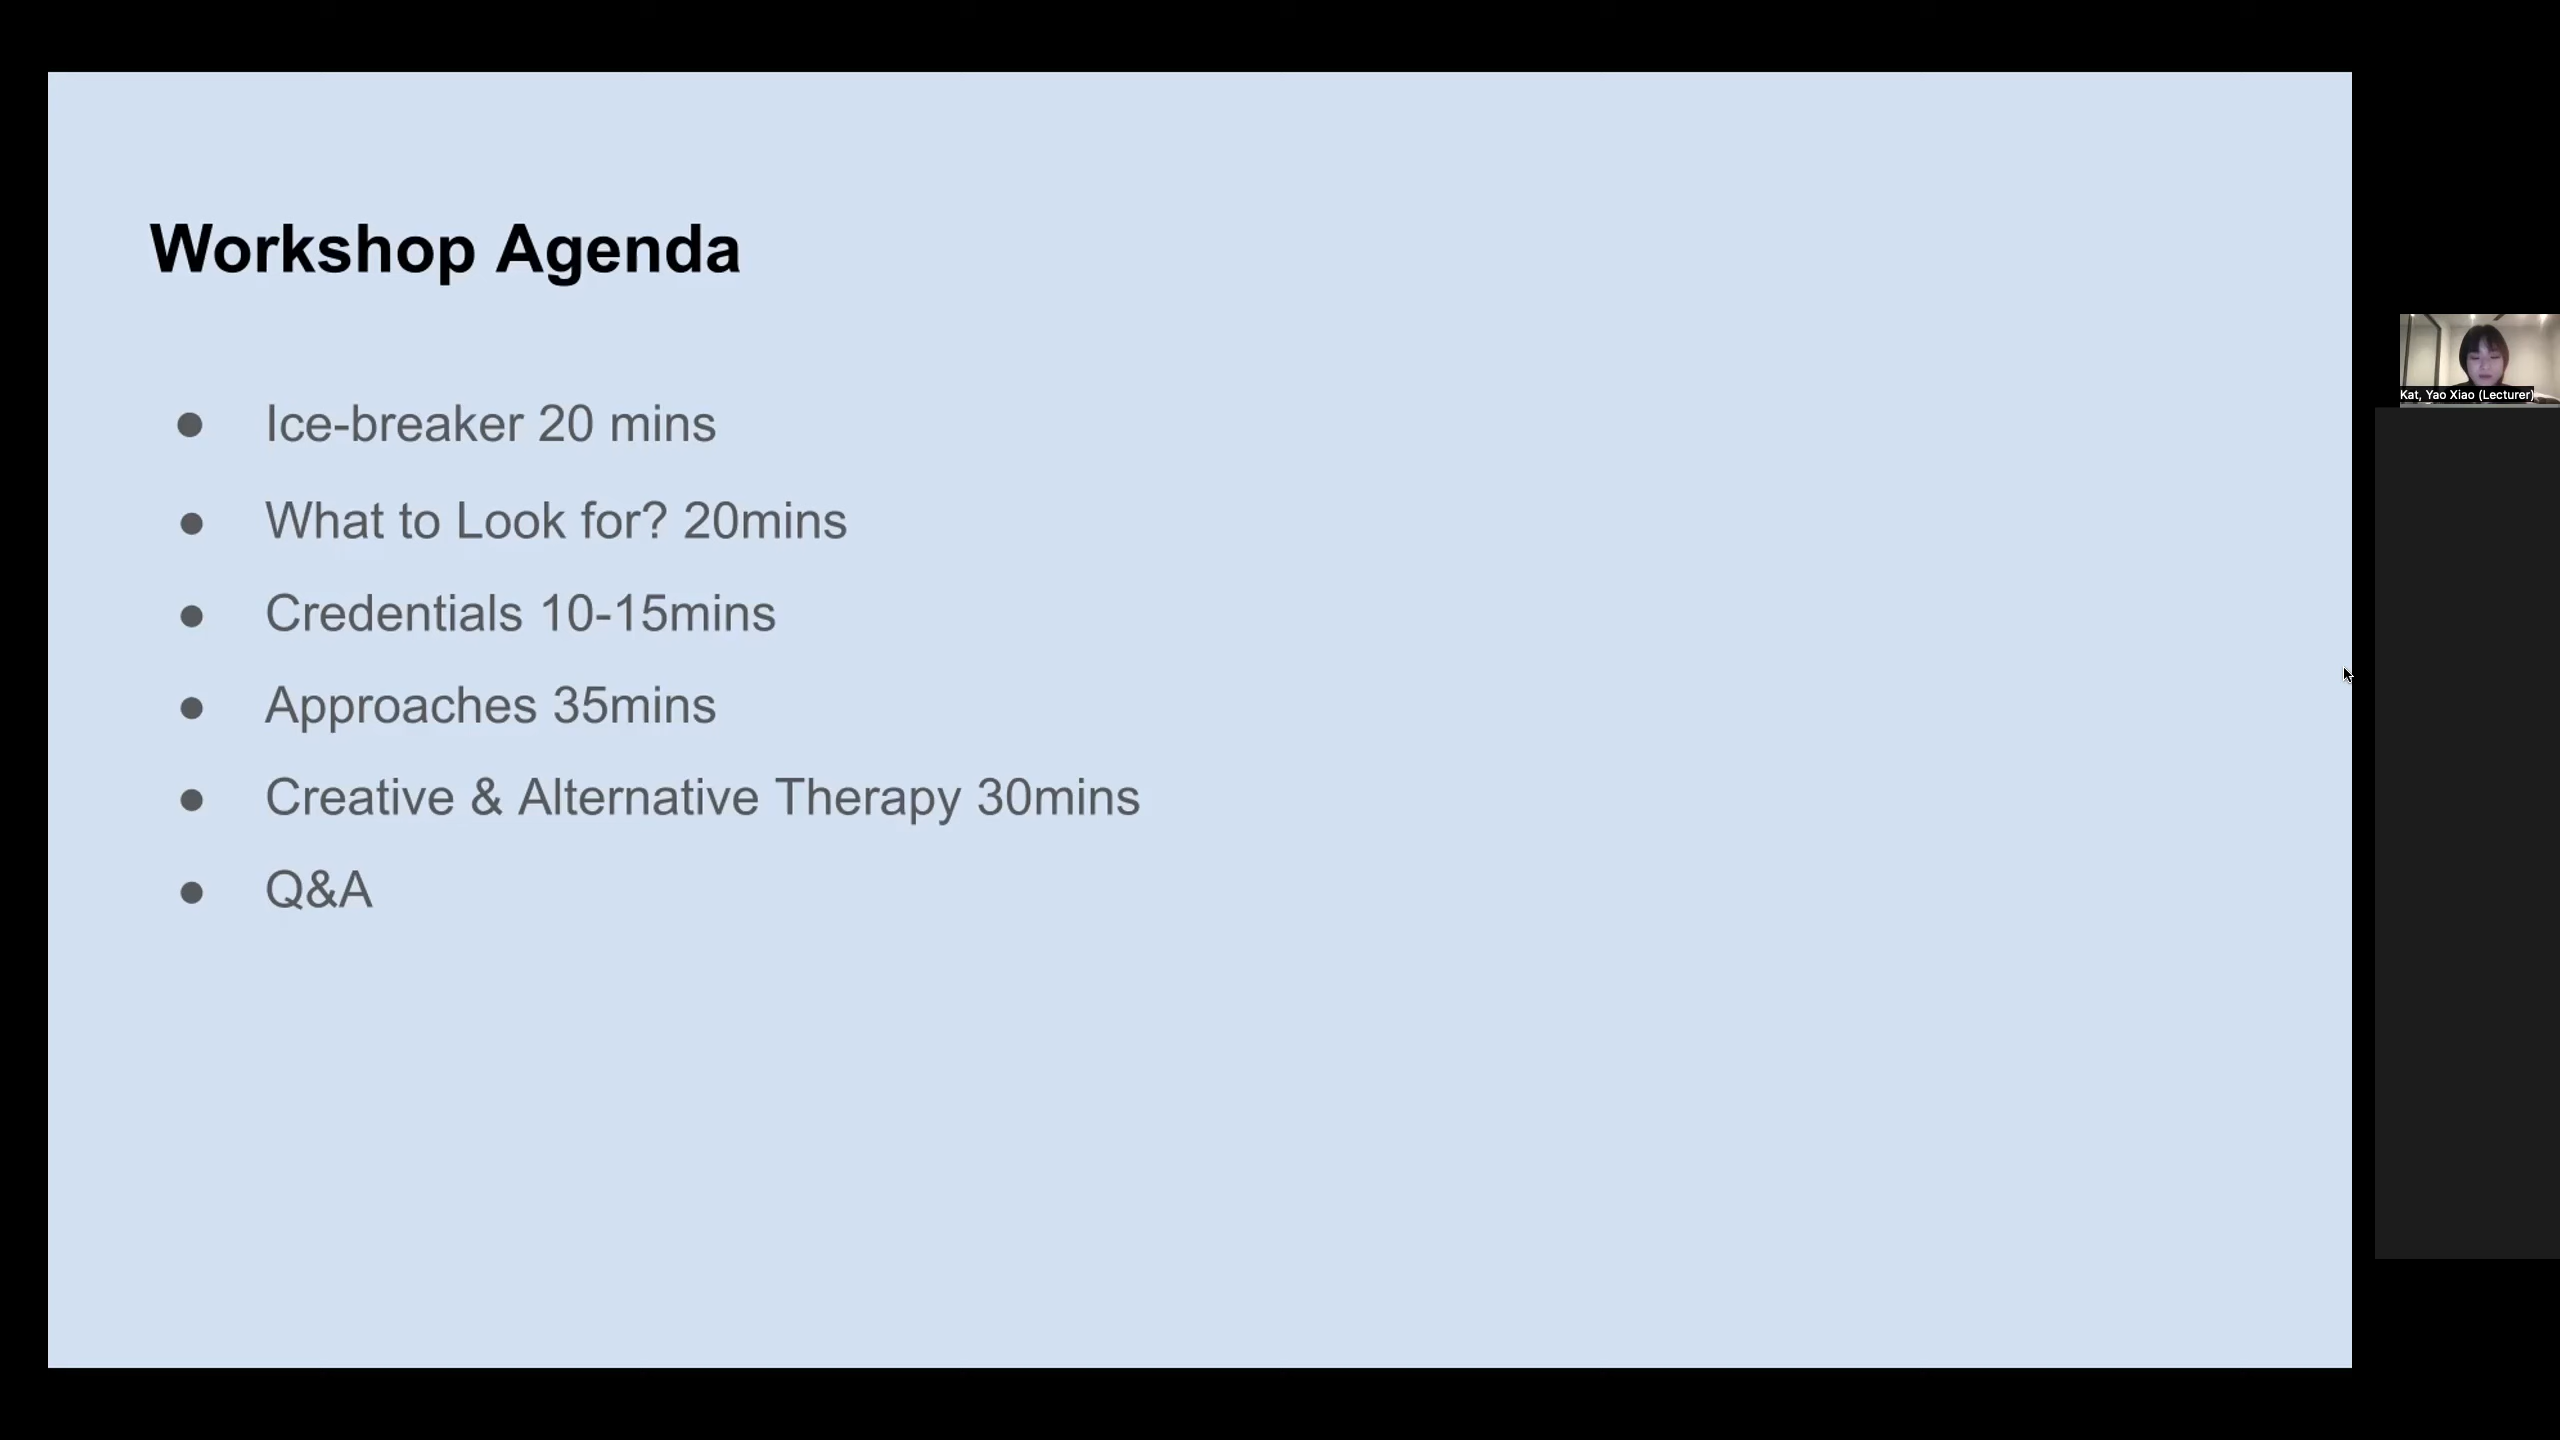 Workshop Agenda
● Ice-breaker 20 mins
● What to Look for? 20mins
● Credentials 10-15mins
● Approaches 35mins
● Creative & Alternative Therapy 30mins
● Q&A
Kat, Yao Xiao (Lecturer)